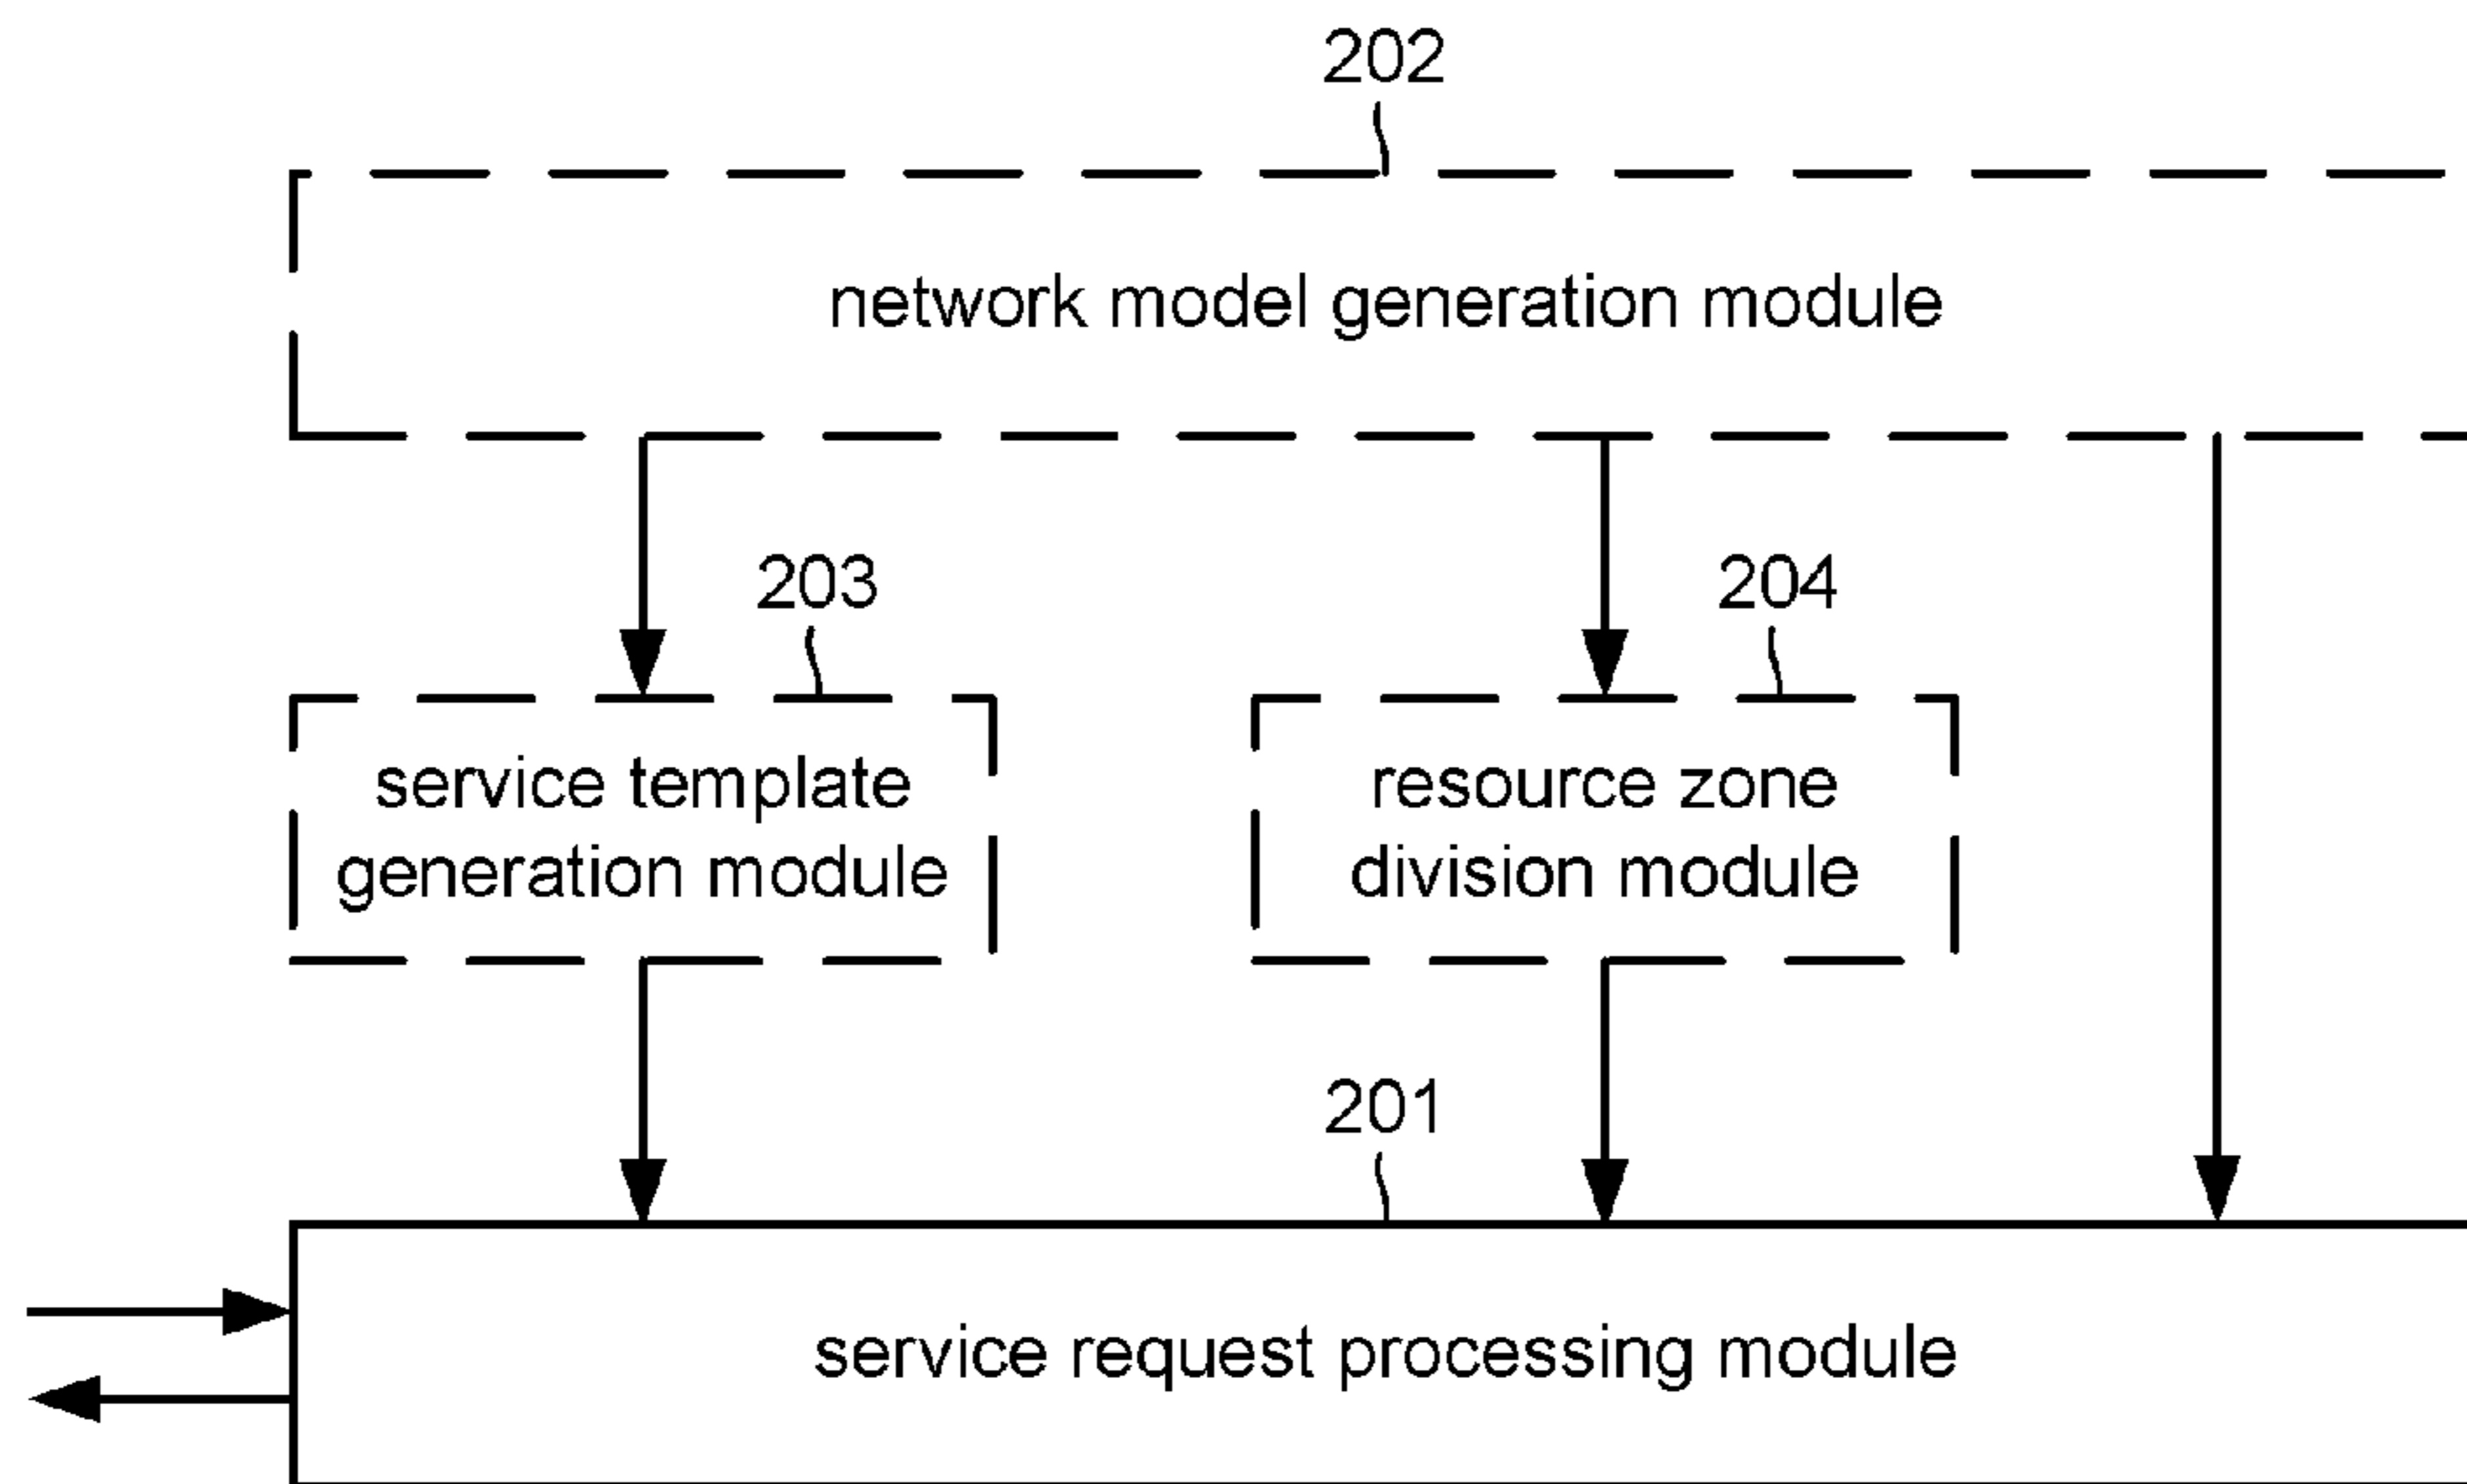 202
network model generation module
203
204
service template
generation module
resource zone
division module
201
service request processing module